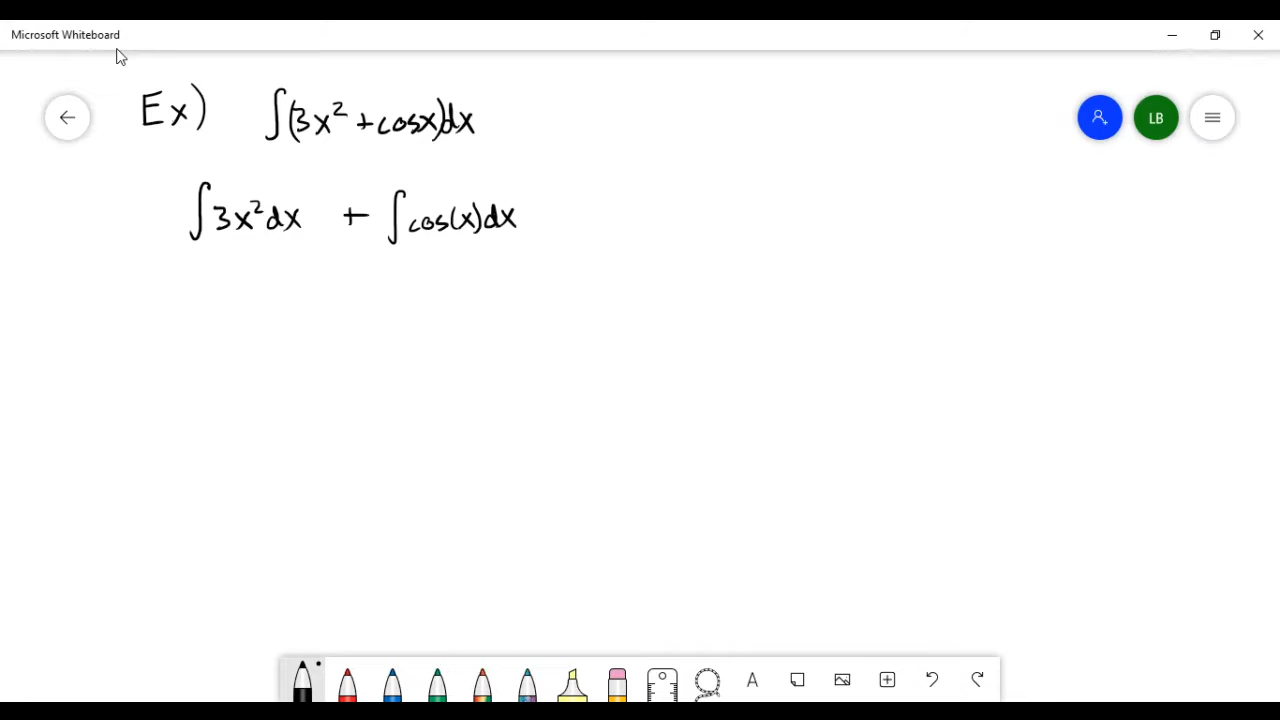 Microsoft Whiteboard
Ex) ∫(3x² + cosx)dx
LB
∫3x²dx + ∫cos(x)dx
A